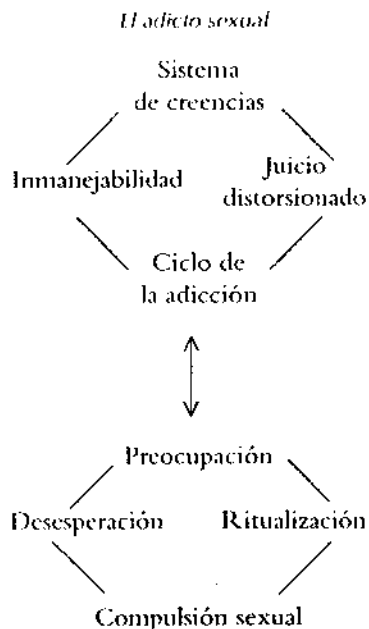 El adicto sexual
Sistema
de creencias
Inmanejabilidad
Juicio
distorsionado
Ciclo de
la adicción
Preocupación
Desesperación
Ritualización
Compulsión sexual